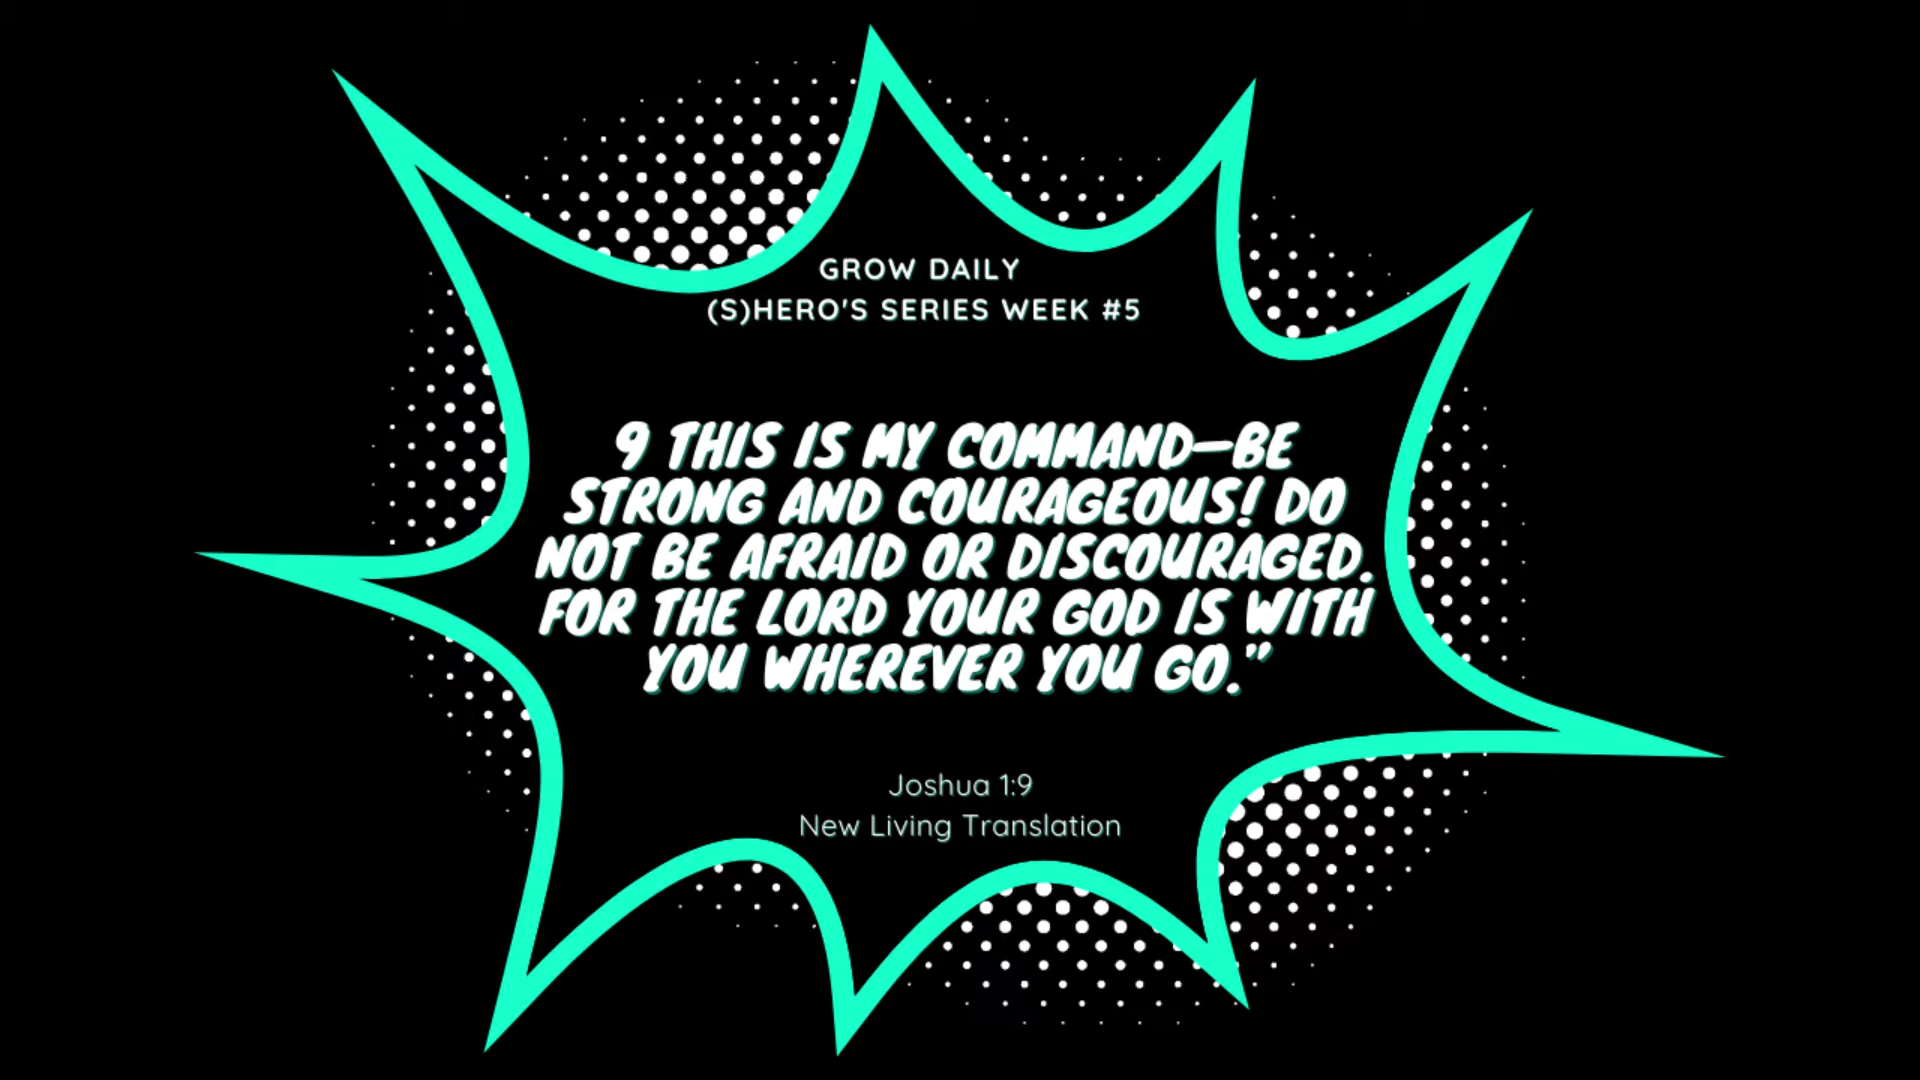 GROW DAILY
(S)HERO'S SERIES WEEK #5
9 THIS IS MY COMMAND—BE
STRONG AND COURAGEOUS! DO
NOT BE AFRAID OR DISCOURAGED.
FOR THE LORD YOUR GOD IS WITH
YOU WHEREVER YOU GO.”
Joshua 1:9
New Living Translation